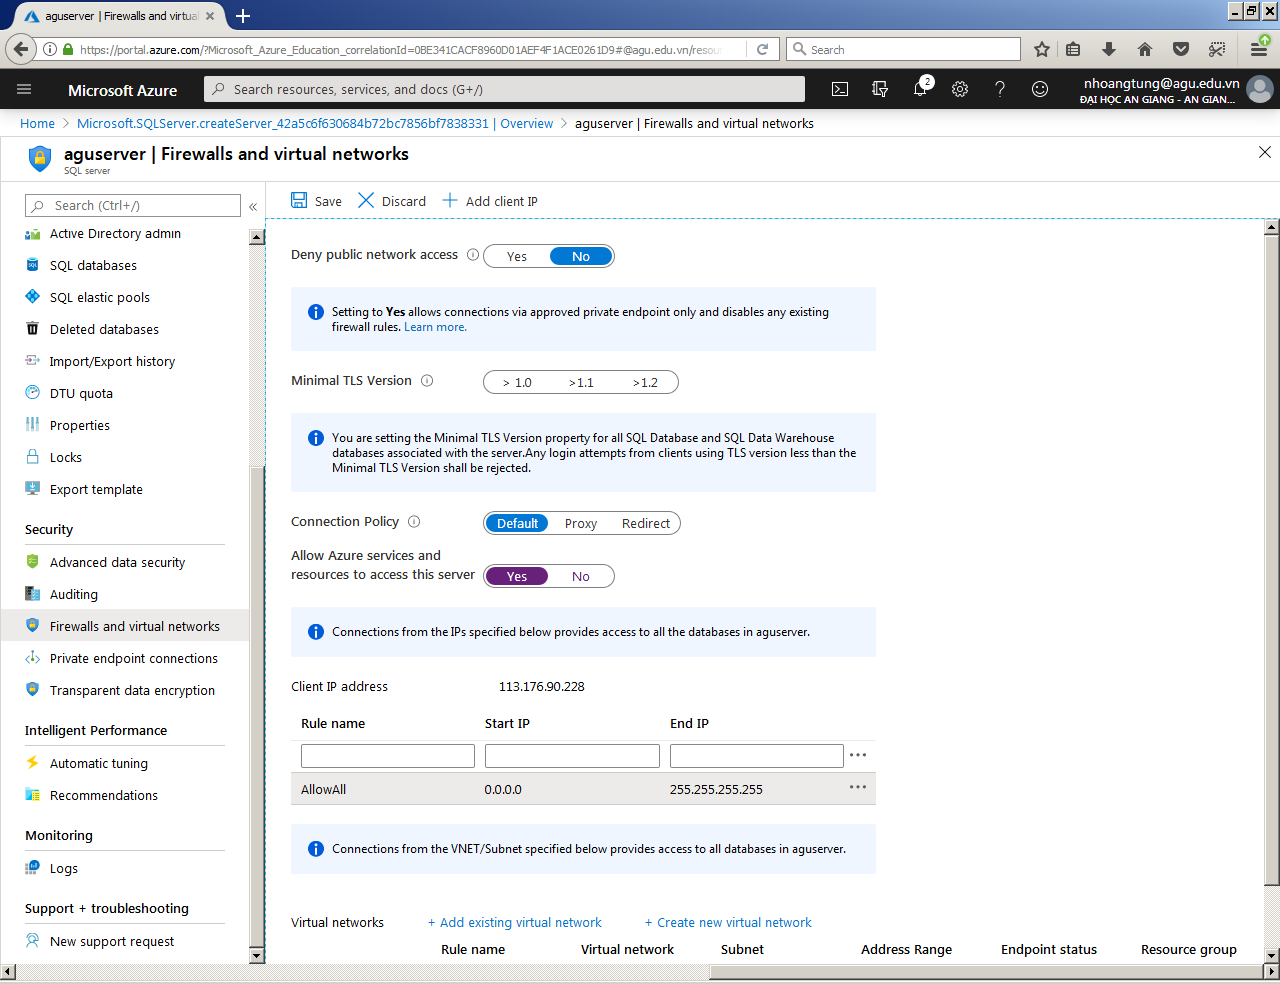 aguserver | Firewalls and virtual
https://portal.azure.com/?Microsoft_Azure_Education_correlationId=0BE341CACF8960D01AEF4F1ACE0261D9#@agu.edu.vn/resou
Search
Microsoft Azure
Search resources, services, and docs (G+/)
2
nhoangtung@agu.edu.vn
ĐẠI HỌC AN GIANG - AN GIAN...
Home > Microsoft.SQLServer.createServer_42a5c6f630684b72bc7856bf7838331 | Overview > aguserver | Firewalls and virtual networks
aguserver | Firewalls and virtual networks
SQL server
Search (Ctrl+/)
«
Active Directory admin
SQL databases
SQL elastic pools
Deleted databases
Import/Export history
DTU quota
Properties
Locks
Export template
Security
Advanced data security
Auditing
Firewalls and virtual networks
Private endpoint connections
Transparent data encryption
Intelligent Performance
Automatic tuning
Recommendations
Monitoring
Logs
Support + troubleshooting
New support request
Save Discard Add client IP
Deny public network access Yes No
Setting to Yes allows connections via approved private endpoint only and disables any existing
firewall rules. Learn more.
Minimal TLS Version > 1.0 >1.1 >1.2
You are setting the Minimal TLS Version property for all SQL Database and SQL Data Warehouse
databases associated with the server.Any login attempts from clients using TLS version less than the
Minimal TLS Version shall be rejected.
Connection Policy Default Proxy Redirect
Allow Azure services and
resources to access this server Yes No
Connections from the IPs specified below provides access to all the databases in aguserver.
Client IP address 113.176.90.228
Rule name Start IP End IP
...
AllowAll 0.0.0.0 255.255.255.255 ...
Connections from the VNET/Subnet specified below provides access to all databases in aguserver.
Virtual networks + Add existing virtual network + Create new virtual network
Rule name Virtual network Subnet Address Range Endpoint status Resource group